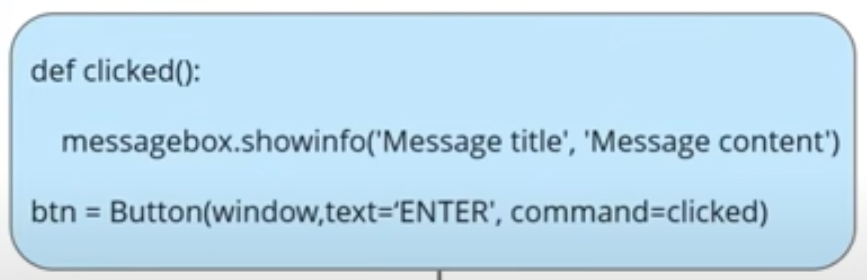 def clicked():
messagebox.showinfo('Message title', 'Message content')
btn = Button(window,text=‘ENTER', command=clicked)